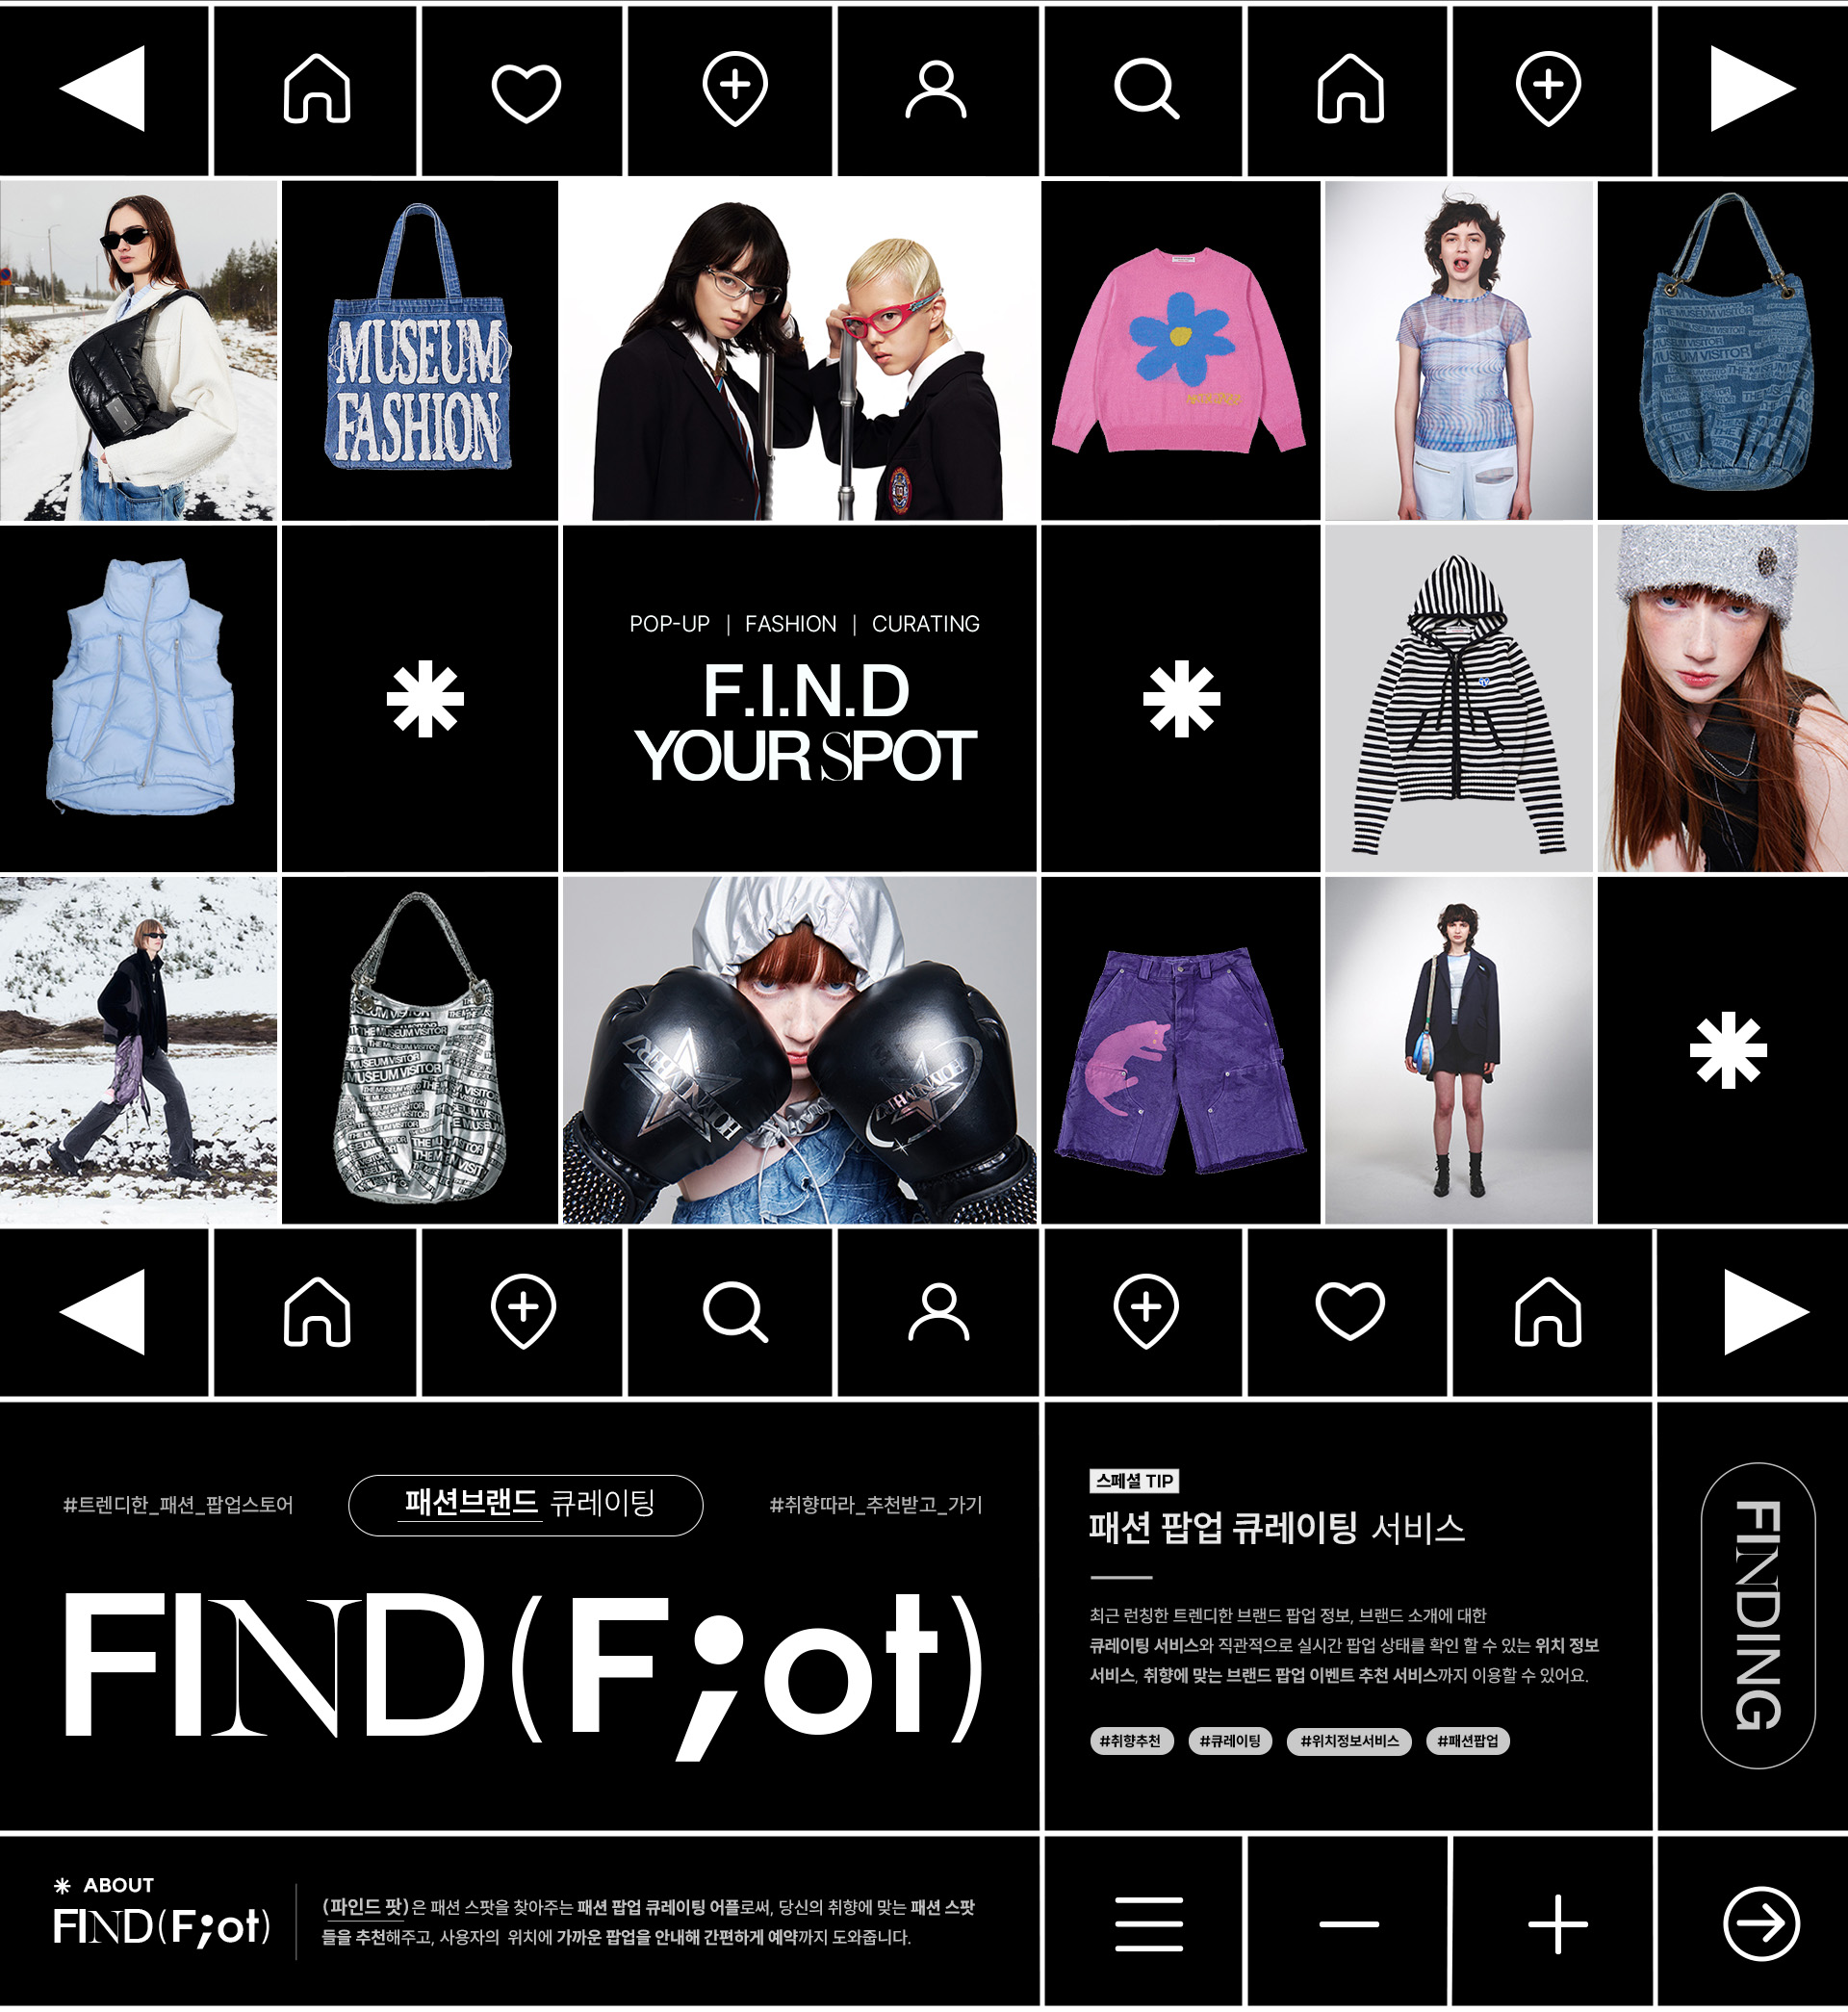 MUSEUM
FASHION
THE MUSEUM VISITOR
MUSEUM VISITOR
POP-UP | FASHION | CURATING
F.I.N.D
YOUR SPOT
THE MUSEUM VISITOR
MUSEUM VISITOR
#트렌디한_패션_팝업스토어
패션브랜드 큐레이팅
#취향따라_추천받고_가기
FIND(F;ot)
스페셜 TIP
패션 팝업 큐레이팅 서비스
최근 런칭한 트렌디한 브랜드 팝업 정보, 브랜드 소개에 대한
큐레이팅 서비스와 직관적으로 실시간 팝업 상태를 확인 할 수 있는 위치 정보
서비스, 취향에 맞는 브랜드 팝업 이벤트 추천 서비스까지 이용할 수 있어요.
#취향추천 #큐레이팅 #위치정보서비스 #패션팝업
FINDING
ABOUT
FIND(F;ot)
(파인드 팟)은 패션 스팟을 찾아주는 패션 팝업 큐레이팅 어플로써, 당신의 취향에 맞는 패션 스팟
들을 추천해주고, 사용자의 위치에 가까운 팝업을 안내해 간편하게 예약까지 도와줍니다.